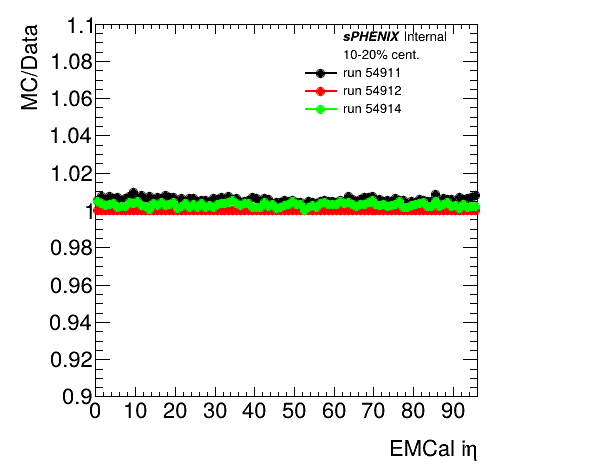 MC/Data
1.1
1.08
1.06
1.04
1.02
1
0.98
0.96
0.94
0.92
0.9
sPHENIX Internal
10-20% cent.
run 54911
run 54912
run 54914
0 10 20 30 40 50 60 70 80 90
EMCal iη